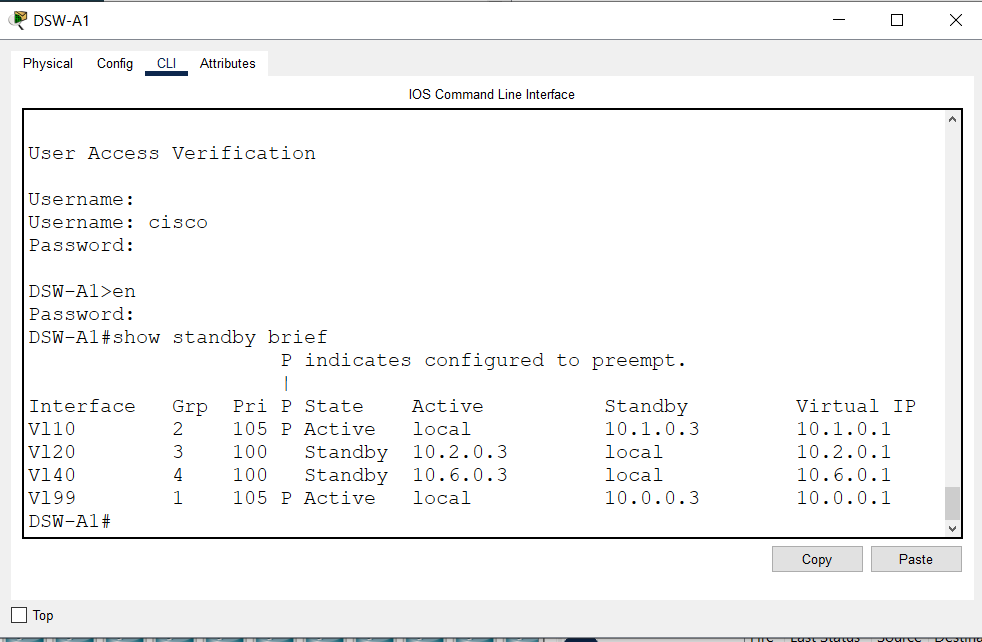 DSW-A1
Physical Config CLI Attributes
IOS Command Line Interface
User Access Verification
Username:
Username: cisco
Password:
DSW-A1>en
Password:
DSW-A1#show standby brief
P indicates configured to preempt.
|
Interface Grp Pri P State Active Standby Virtual IP
Vl10 2 105 P Active local 10.1.0.3 10.1.0.1
Vl20 3 100 Standby 10.2.0.3 local 10.2.0.1
Vl40 4 100 Standby 10.6.0.3 local 10.6.0.1
Vl99 1 105 P Active local 10.0.0.3 10.0.0.1
DSW-A1#
Copy Paste
Top
Fire Last Status Source